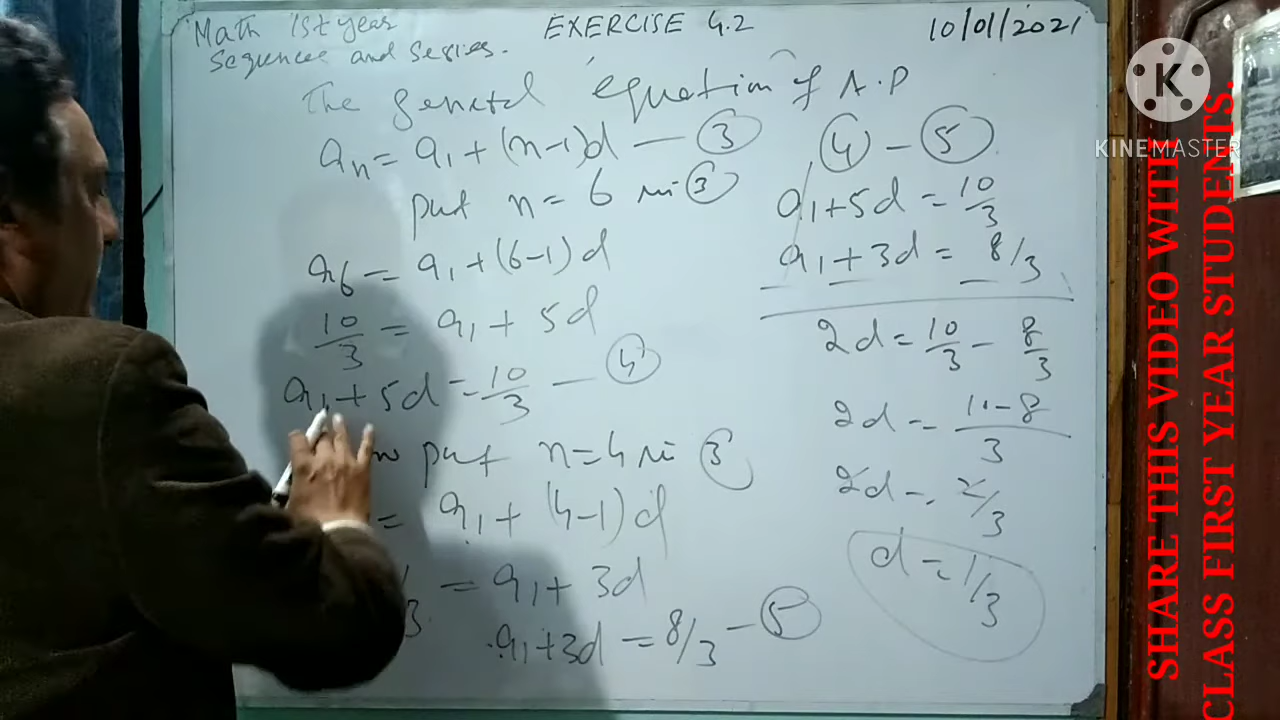 Math 1st year
Sequences and Series.
EXERCISE 4.2
10/01/2021
The general equation of A.P
an = a1 + (n-1)d — ③
put n = 6 in ③
a6 = a1 + (6-1)d
10/3 = a1 + 5d
a1 + 5d = 10/3 — ④
put n = 4 in ③
= a1 + (4-1)d
/3 = a1 + 3d
a1 + 3d = 8/3 — ⑤
④ - ⑤
a1 + 5d = 10/3
a1 + 3d = 8/3
2d = 10/3 - 8/3
2d = 10-8/3
2d = 2/3
d = 1/3
K
KINEMASTER
SHARE THIS VIDEO WITH
CLASS FIRST YEAR STUDENTS.